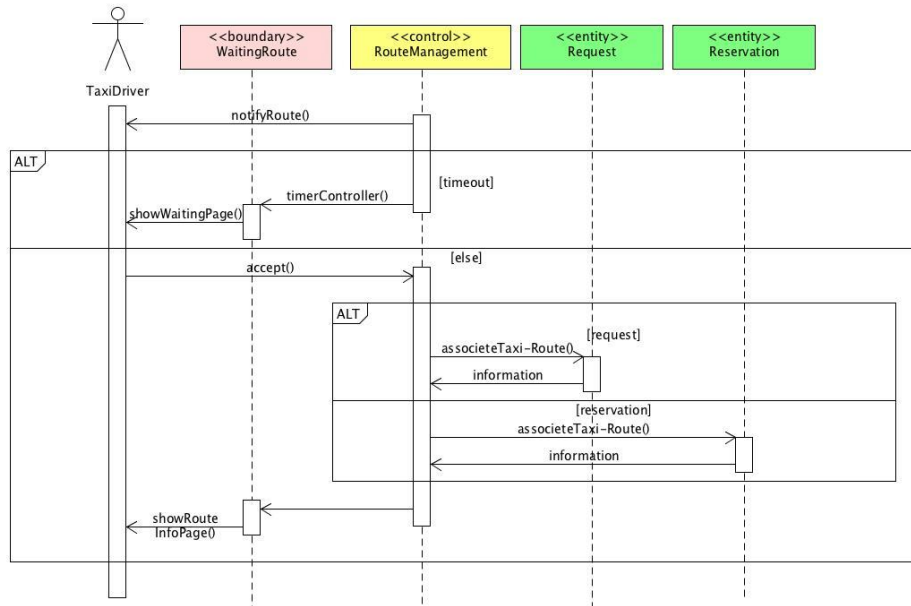 <<boundary>>
WaitingRoute
<<control>>
RouteManagement
<<entity>>
Request
<<entity>>
Reservation
TaxiDriver
notifyRoute()
ALT
[timeout]
timerController()
showWaitingPage()
[else]
accept()
ALT
[request]
associeteTaxi-Route()
information
[reservation]
associeteTaxi-Route()
information
showRoute
InfoPage()